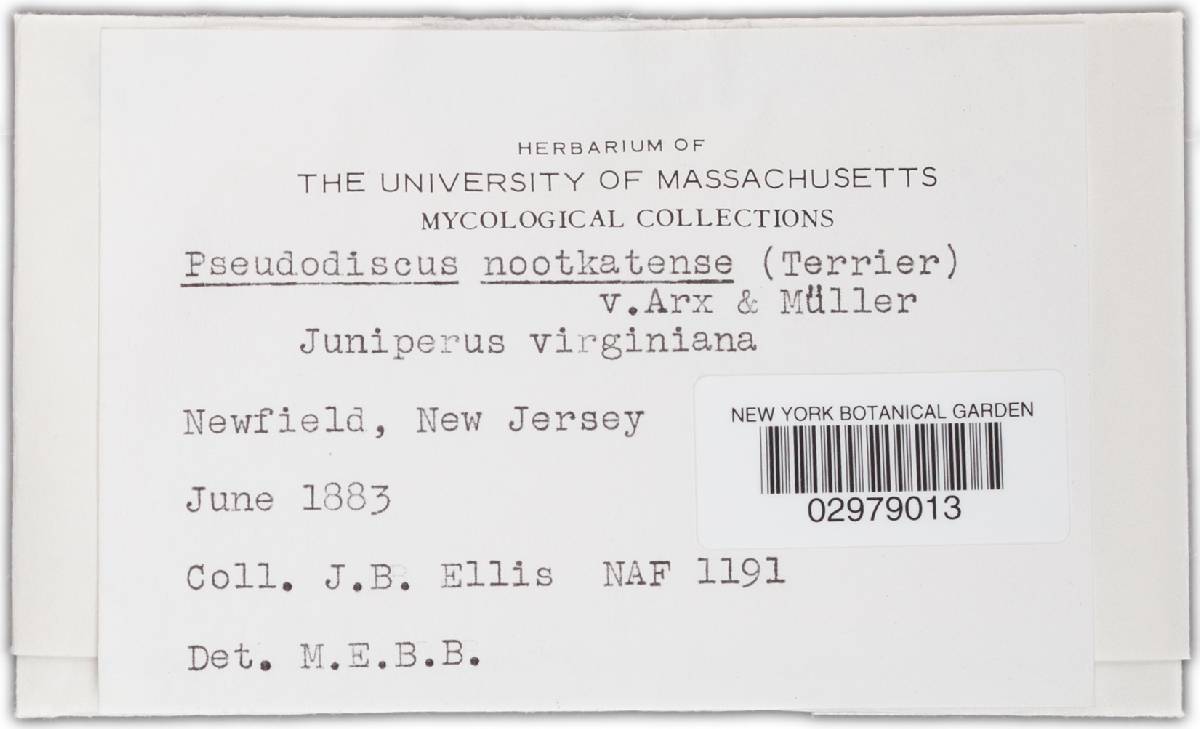 HERBARIUM OF
THE UNIVERSITY OF MASSACHUSETTS
MYCOLOGICAL COLLECTIONS
Pseudodiscus nootkatense (Terrier)
v.Arx & Müller
Juniperus virginiana
Newfield, New Jersey
June 1883
Coll. J.B. Ellis NAF 1191
Det. M.E.B.B.
NEW YORK BOTANICAL GARDEN
02979013